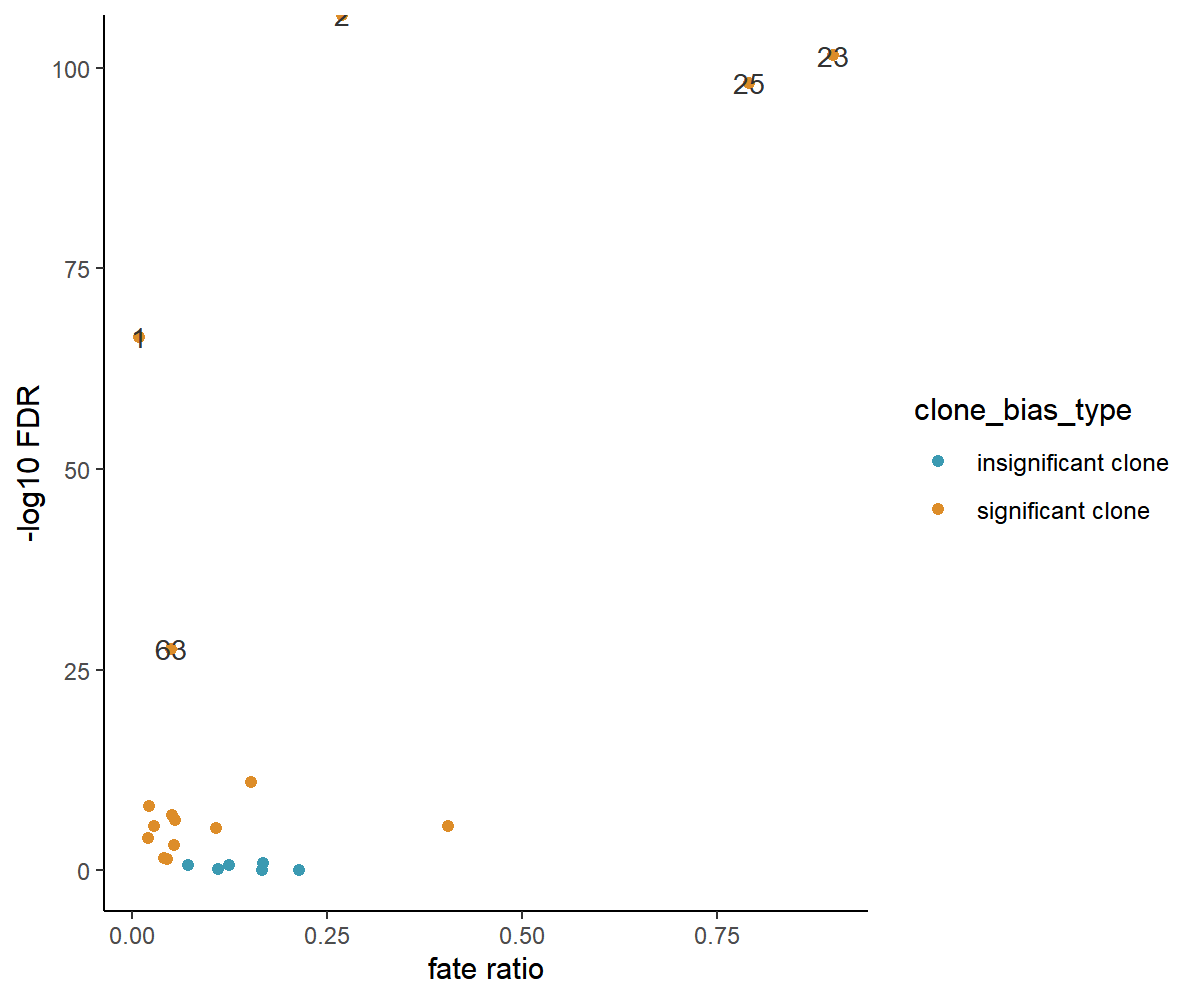 2
23
25
1
63
100
75
50
25
0
-log10 FDR
0.00 0.25 0.50 0.75
fate ratio
clone_bias_type
insignificant clone
significant clone